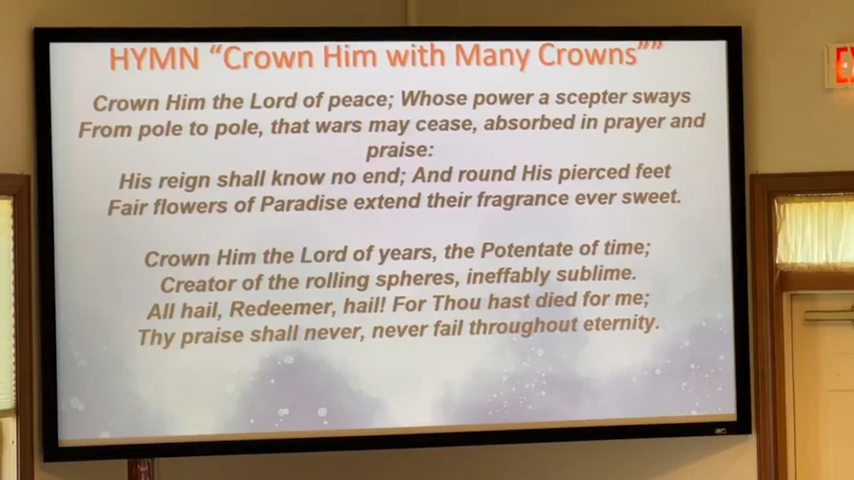 HYMN “Crown Him with Many Crowns””
Crown Him the Lord of peace; Whose power a scepter sways
From pole to pole, that wars may cease, absorbed in prayer and
praise:
His reign shall know no end; And round His pierced feet
Fair flowers of Paradise extend their fragrance ever sweet.
Crown Him the Lord of years, the Potentate of time;
Creator of the rolling spheres, ineffably sublime.
All hail, Redeemer, hail! For Thou hast died for me;
Thy praise shall never, never fail throughout eternity.